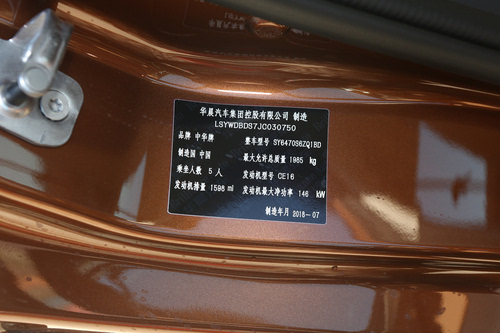 华晨汽车集团控股有限公司 制造
LSYWDBDS7JC030750
品牌 中华牌 整车型号 SY6470S6ZQ1BD
制造国 中国 最大允许总质量 1965 kg
乘坐人数 5 人 发动机型号 CE16
发动机排量 1598 ml 发动机最大净功率 146 kW
制造年月 2018-07